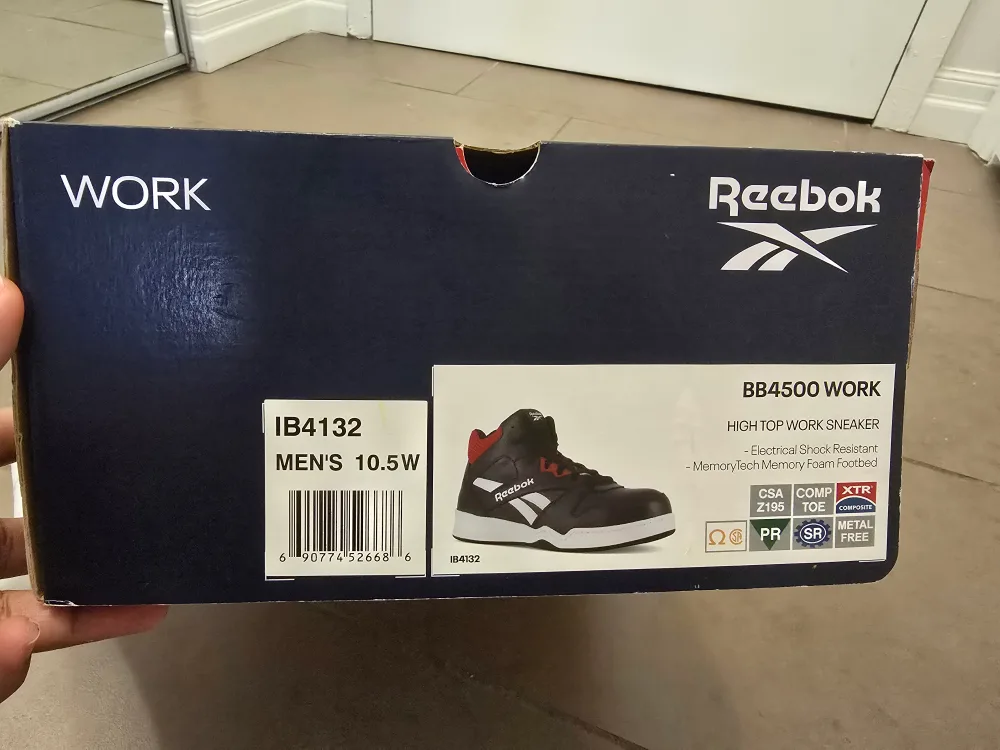 WORK
Reebok
IB4132
MEN'S 10.5W
6 90774 52668 6
BB4500 WORK
HIGH TOP WORK SNEAKER
- Electrical Shock Resistant
- MemoryTech Memory Foam Footbed
Reebok
Reebok
IB4132
CSA
Z195
COMP
TOE
XTR
COMPOSITE
Ω
PR
SR
METAL
FREE